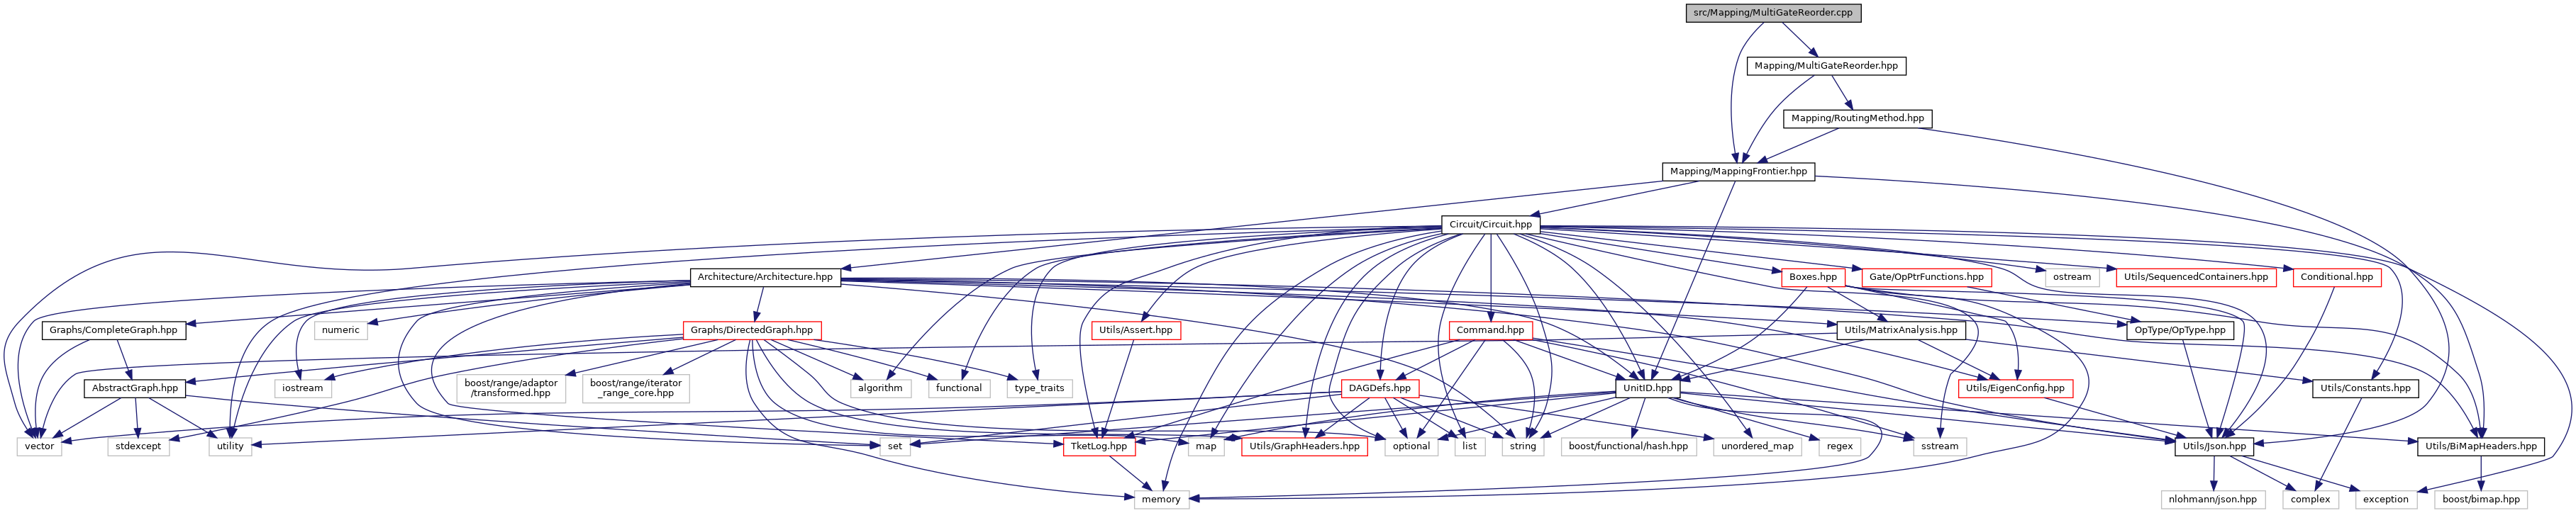 src/Mapping/MultiGateReorder.cpp
Mapping/MultiGateReorder.hpp
Mapping/RoutingMethod.hpp
Mapping/MappingFrontier.hpp
Circuit/Circuit.hpp
Architecture/Architecture.hpp
Boxes.hpp
Gate/OpPtrFunctions.hpp
ostream
Utils/SequencedContainers.hpp
Conditional.hpp
Graphs/CompleteGraph.hpp
numeric
Graphs/DirectedGraph.hpp
Utils/Assert.hpp
Command.hpp
Utils/MatrixAnalysis.hpp
OpType/OpType.hpp
AbstractGraph.hpp
iostream
boost/range/adaptor
/transformed.hpp
boost/range/iterator
_range_core.hpp
algorithm
functional
type_traits
DAGDefs.hpp
UnitID.hpp
Utils/EigenConfig.hpp
Utils/Constants.hpp
vector
stdexcept
utility
set
TketLog.hpp
map
Utils/GraphHeaders.hpp
optional
list
string
boost/functional/hash.hpp
unordered_map
regex
sstream
Utils/Json.hpp
Utils/BiMapHeaders.hpp
memory
nlohmann/json.hpp
complex
exception
boost/bimap.hpp